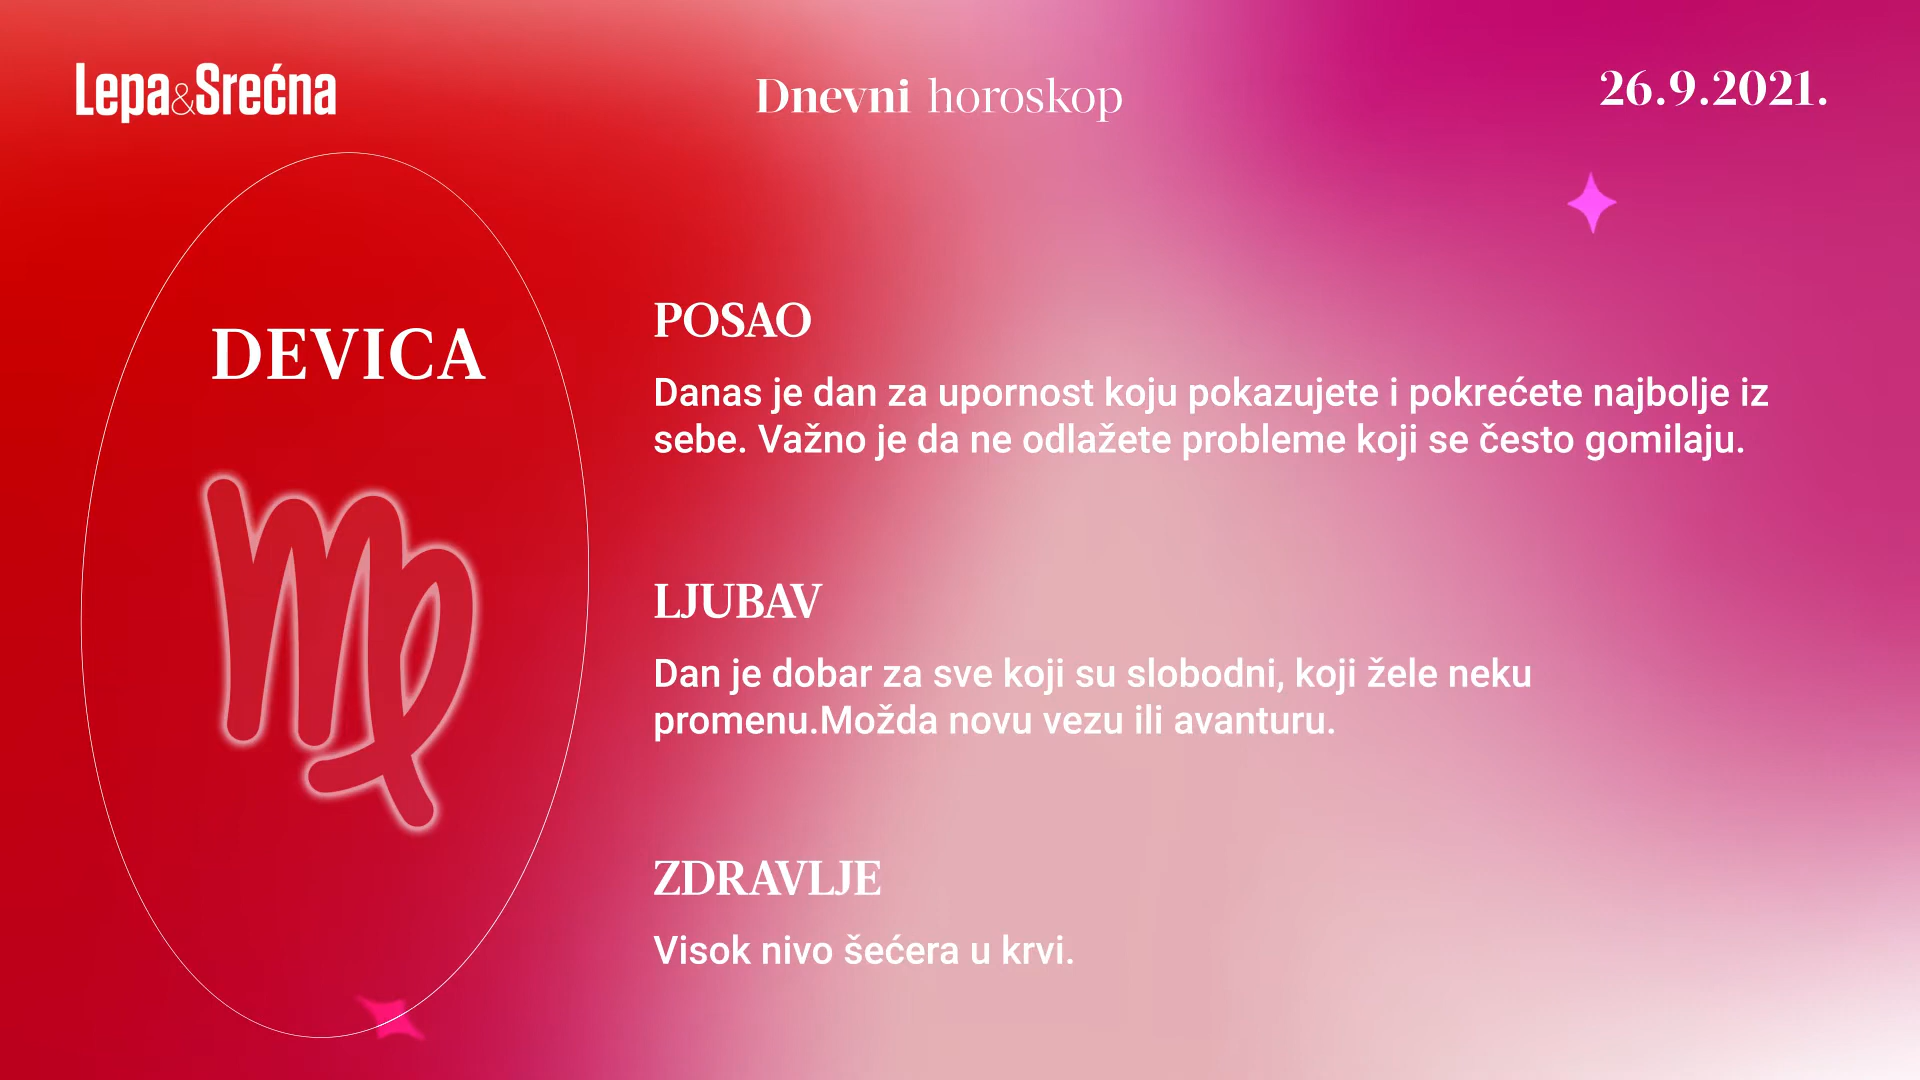 Lepa&Srećna
Dnevni horoskop
26.9.2021.
DEVICA
POSAO
Danas je dan za upornost koju pokazujete i pokrećete najbolje iz
sebe. Važno je da ne odlažete probleme koji se često gomilaju.
LJUBAV
Dan je dobar za sve koji su slobodni, koji žele neku
promenu.Možda novu vezu ili avanturu.
ZDRAVLJE
Visok nivo šećera u krvi.